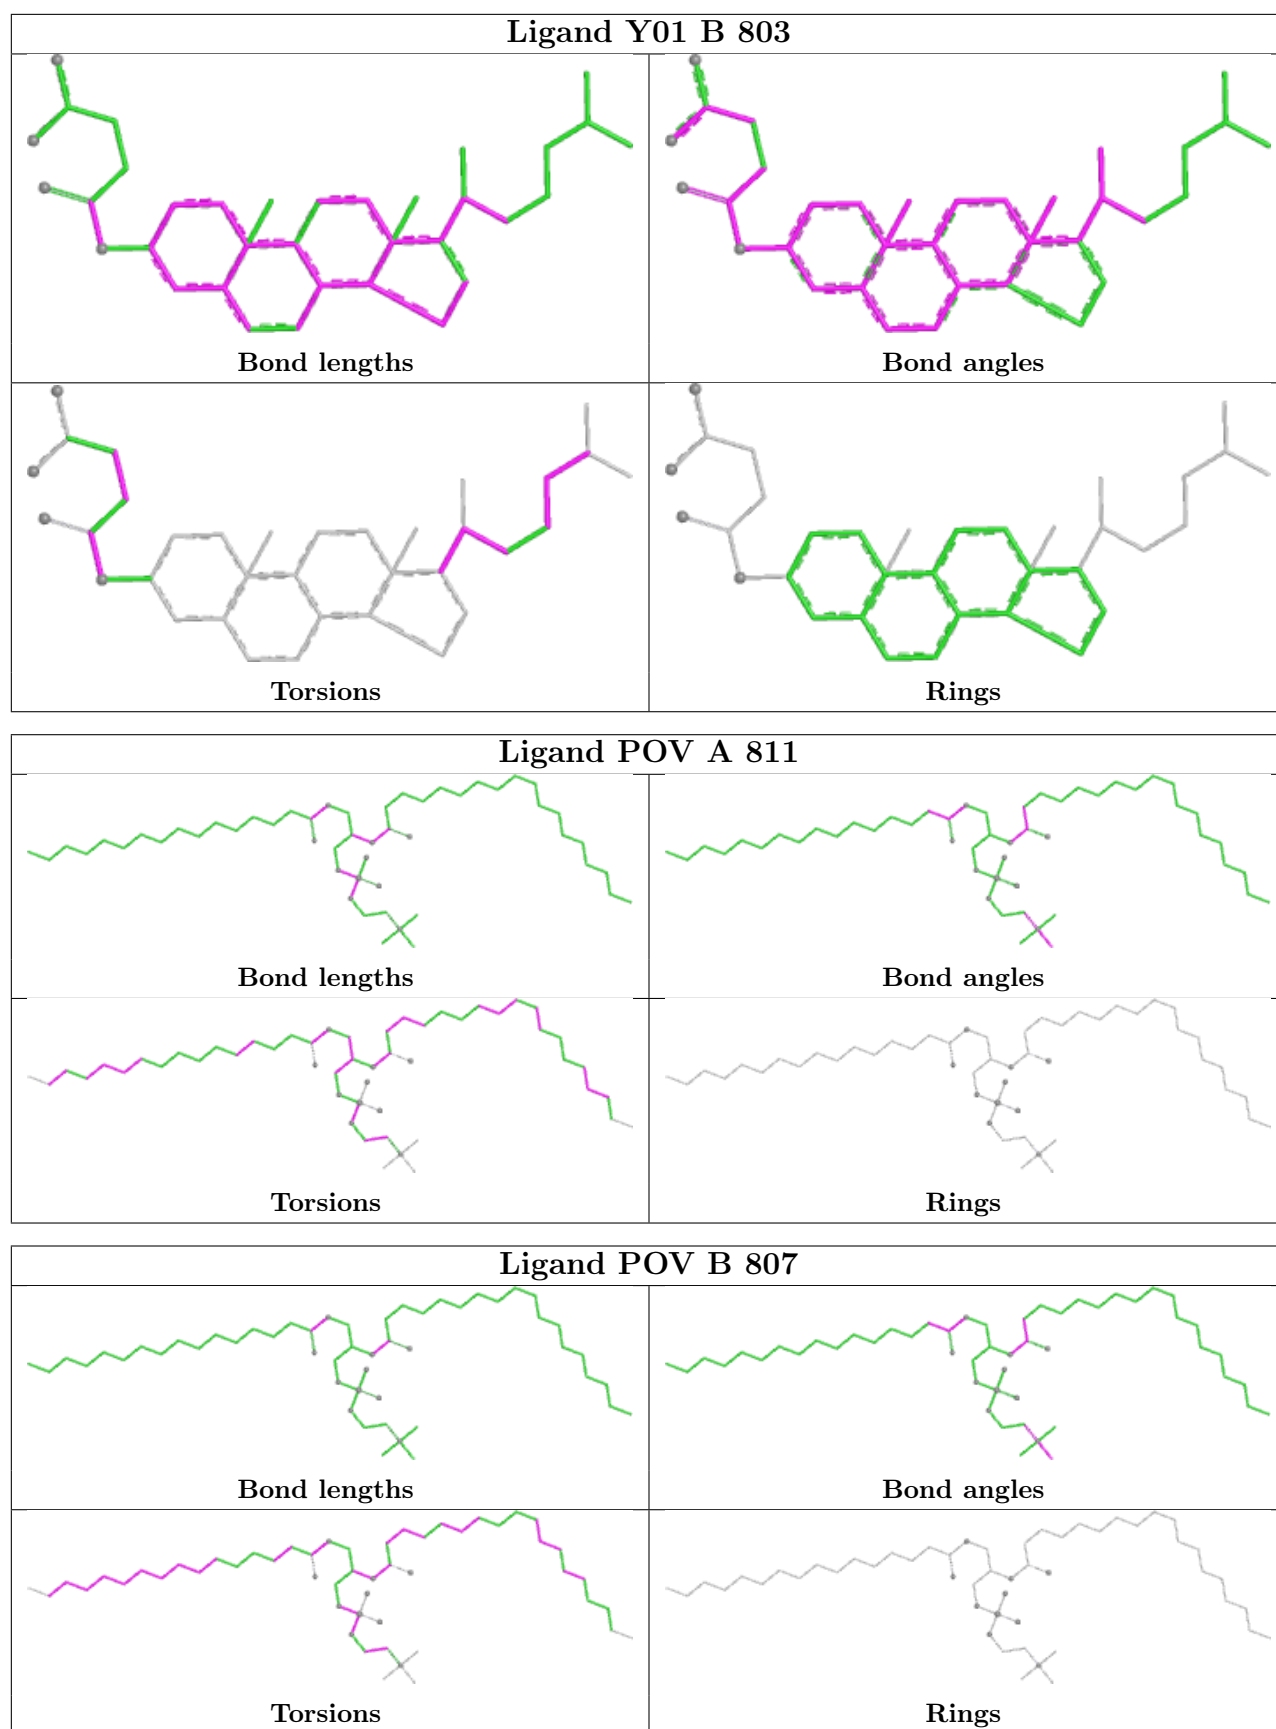 Ligand Y01 B 803
Bond lengths
Bond angles
Torsions
Rings
Ligand POV A 811
Bond lengths
Bond angles
Torsions
Rings
Ligand POV B 807
Bond lengths
Bond angles
Torsions
Rings